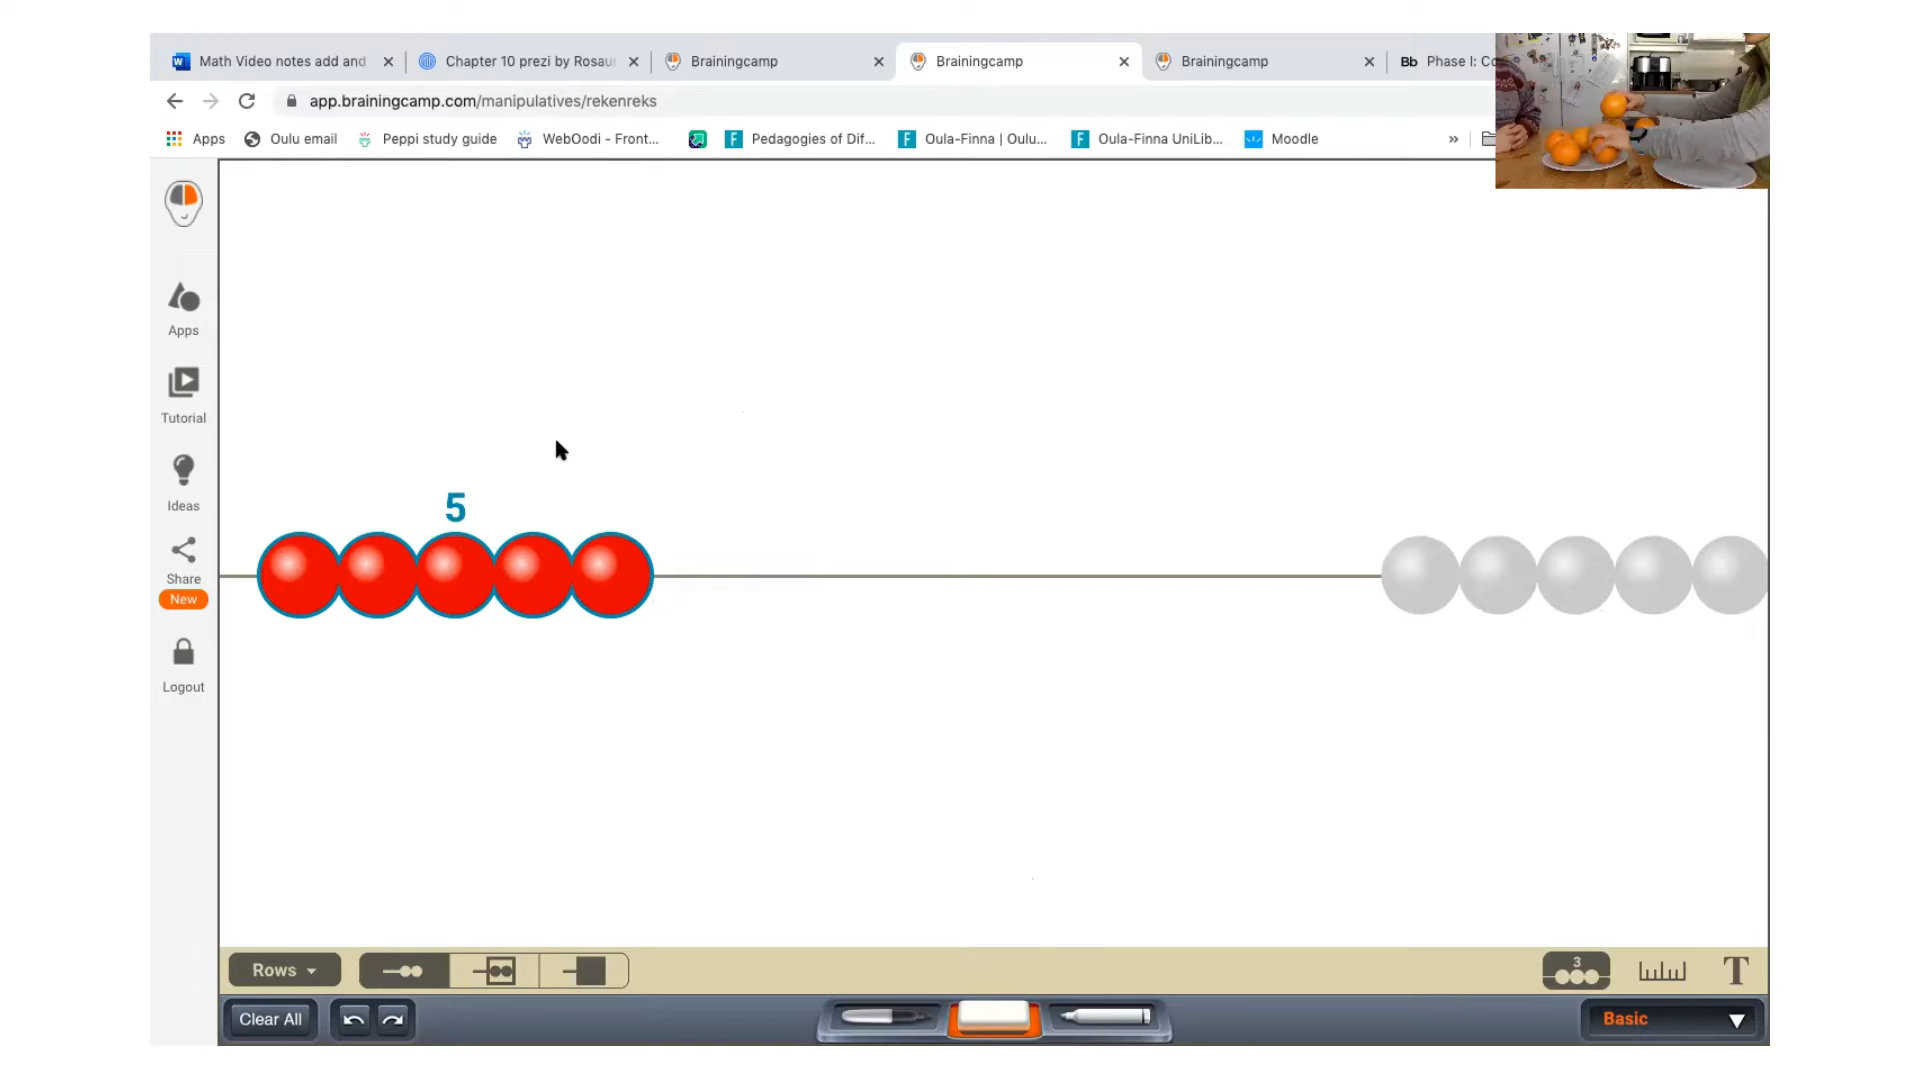 Math Video notes add and
Chapter 10 prezi by Rosau
Brainingcamp
Brainingcamp
Brainingcamp
Bb Phase I: Co
app.brainingcamp.com/manipulatives/rekenreks
Apps
Oulu email
Peppi study guide
WebOodi - Front...
F Pedagogies of Dif...
F Oula-Finna | Oulu...
F Oula-Finna UniLib...
Moodle
»
Apps
Tutorial
Ideas
Share
New
Logout
5
Rows
3
T
Clear All
Basic